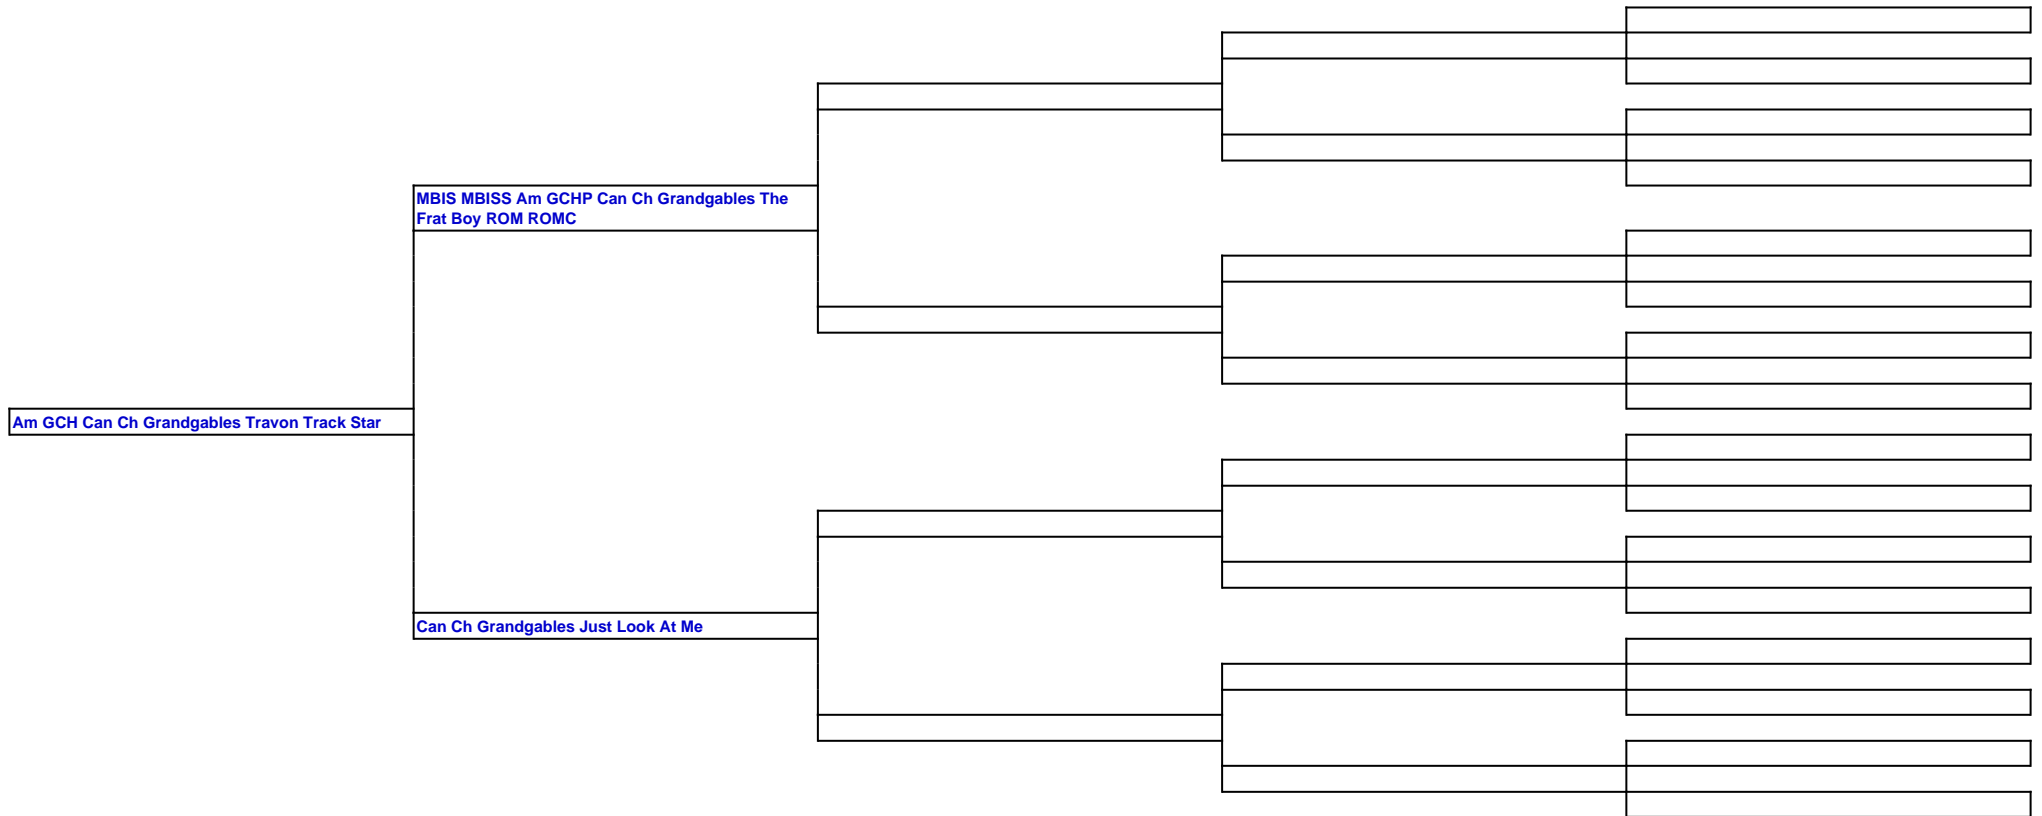 MBIS MBISS Am GCHP Can Ch Grandgables The
Frat Boy ROM ROMC
Am GCH Can Ch Grandgables Travon Track Star
Can Ch Grandgables Just Look At Me